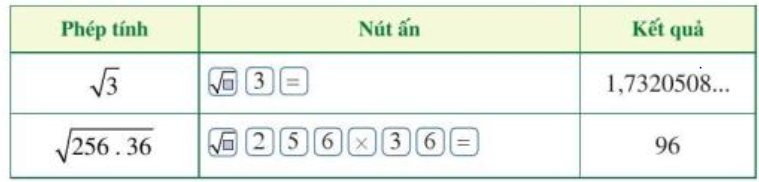 Phép tính Nút ấn Kết quả
√3 √□ 3 = 1,7320508...
√256 . 36 √□ 2 5 6 × 3 6 = 96